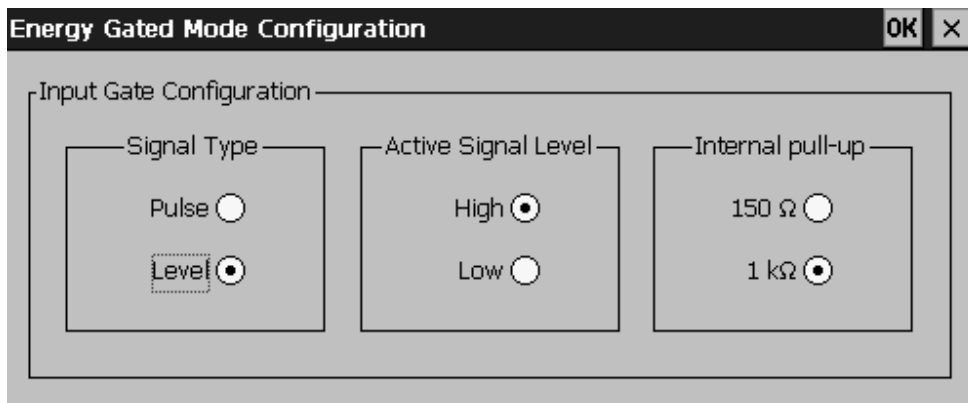 Energy Gated Mode Configuration OK ×
Input Gate Configuration
Signal Type Active Signal Level Internal pull-up
Pulse High 150 Ω
Level Low 1 kΩ